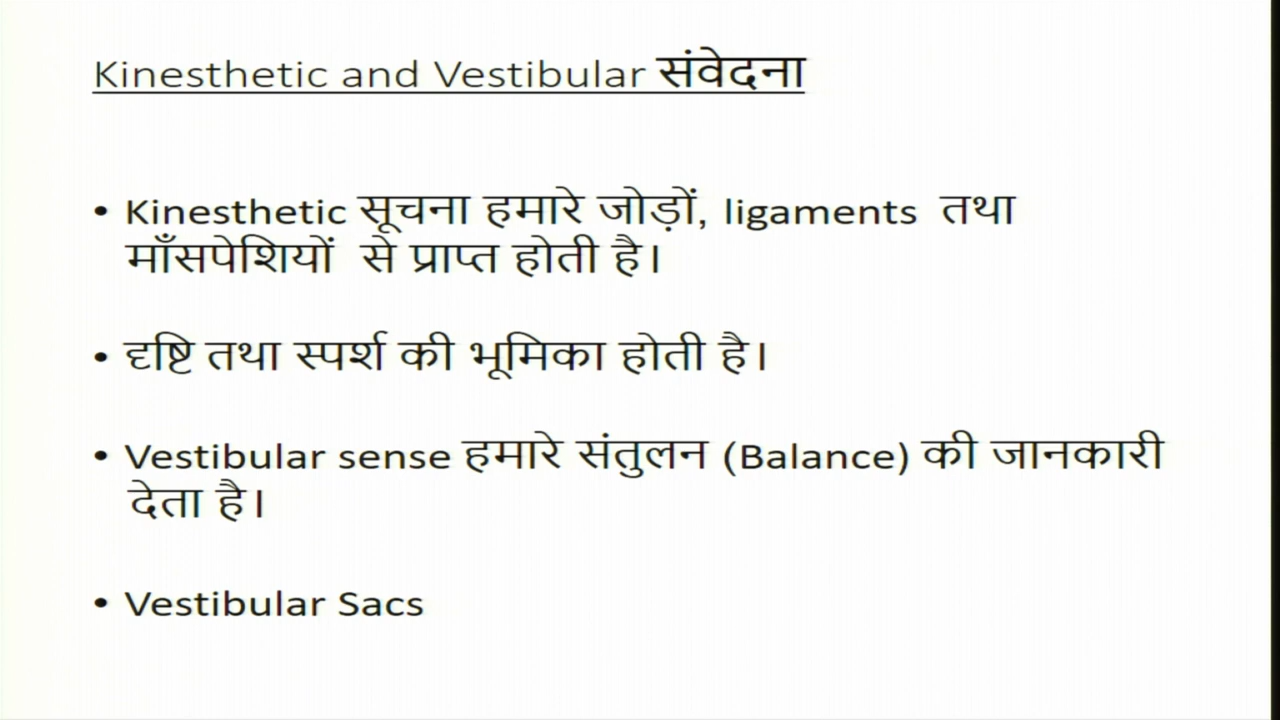 Kinesthetic and Vestibular संवेदना
• Kinesthetic सूचना हमारे जोड़ों, ligaments तथा
माँसपेशियों से प्राप्त होती है।
• दृष्टि तथा स्पर्श की भूमिका होती है।
• Vestibular sense हमारे संतुलन (Balance) की जानकारी
देता है।
• Vestibular Sacs